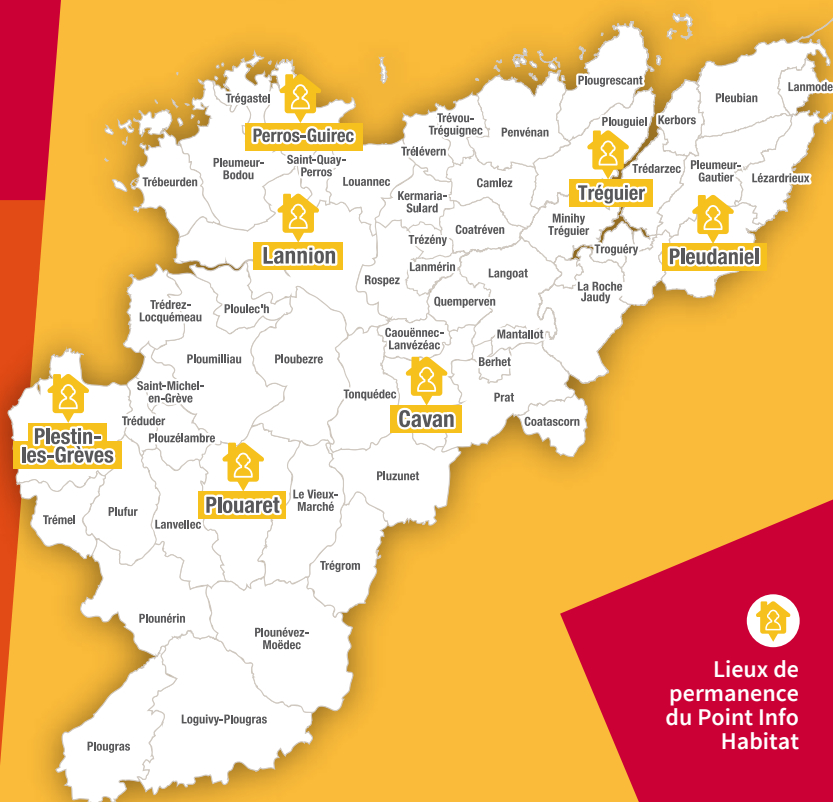 Plougrescant
Lanmode
Trégastel
Pleubian
Perros-Guirec
Trévou-
Tréguignec
Penvénan
Plouguiel
Kerbors
Pleumeur-
Bodou
Saint-Quay-
Perros
Trélévern
Trébeurden
Louannec
Camlez
Tréguier
Trédarzec
Pleumeur-
Gautier
Lézardrieux
Kermaria-
Sulard
Minihy
Tréguier
Lannion
Coatréven
Trézény
Troguéry
Pleudaniel
Lanmérin
Rospez
Langoat
La Roche
Jaudy
Trédrez-
Locquémeau
Ploulec'h
Quemperven
Caouënnec-
Lanvézéac
Mantallot
Ploumilliau
Ploubezre
Berhet
Saint-Michel-
en-Grève
Tonquédec
Prat
Cavan
Coatascorn
Tréduder
Plestin-
les-Grèves
Plouzélambre
Pluzunet
Plouaret
Le Vieux-
Marché
Trémel
Plufur
Lanvellec
Trégrom
Plounérin
Plounévez-
Moëdec
Loguivy-Plougras
Plougras
Lieux de
permanence
du Point Info
Habitat